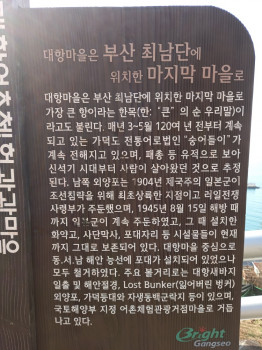 대항마을은 부산 최남단에
위치한 마지막 마을로
대항마을은 부산 최남단에 위치한 마지막 마을로
가장 큰 항이라는 한목(한: "큰"의 순 우리말)이
라고도 불린다. 매년 3~5월 120여 년 전부터 계속
되고 있는 가덕도 전통어로법인 "숭어들이"가
계속 전해지고 있으며, 패총 등 유적으로 보아
신석기 시대부터 사람이 살아왔던 것으로 추정
된다. 남쪽 외양포는 1904년 제국주의 일본군이
조선침략을 위해 최초상륙한 지점이고 러일전쟁
사령부가 주둔했으며, 1945년 8월 15일 해방 때
까지 일본군이 계속 주둔하였고, 그 때 설치한
화약고, 사단막사, 포대자리 등 시설물들이 현재
까지 그대로 보존되어 있다. 대항마을 중심으로
동.서.남 해안 능선에 포대가 설치되어 있었으나
모두 철거하였다. 주요 볼거리로는 대항새바지
일출 및 해안절경, Lost Bunker(잃어버린 벙커)
외양포, 가덕등대와 자생동백군락지 등이 있으며,
국토해양부 지정 어촌체험관광거점마을로 거듭
나고 있다.
Bright
Gangseo
체험관광마을